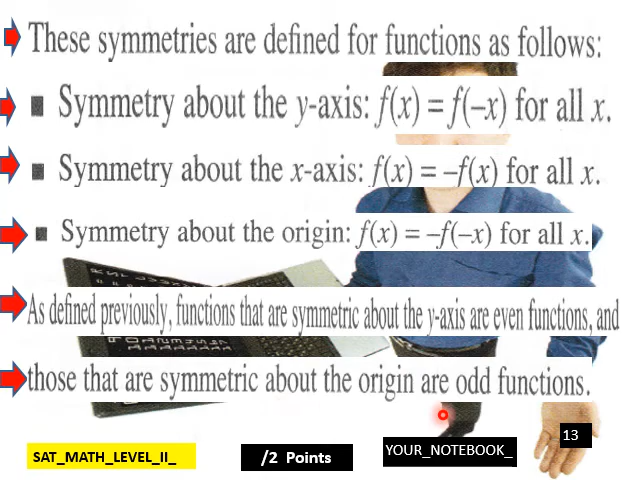 These symmetries are defined for functions as follows:
■ Symmetry about the y-axis: f(x) = f(−x) for all x.
■ Symmetry about the x-axis: f(x) = −f(x) for all x.
■ Symmetry about the origin: f(x) = −f(−x) for all x.
As defined previously, functions that are symmetric about the y-axis are even functions, and
those that are symmetric about the origin are odd functions.
13
SAT_MATH_LEVEL_II_
/2 Points
YOUR_NOTEBOOK_